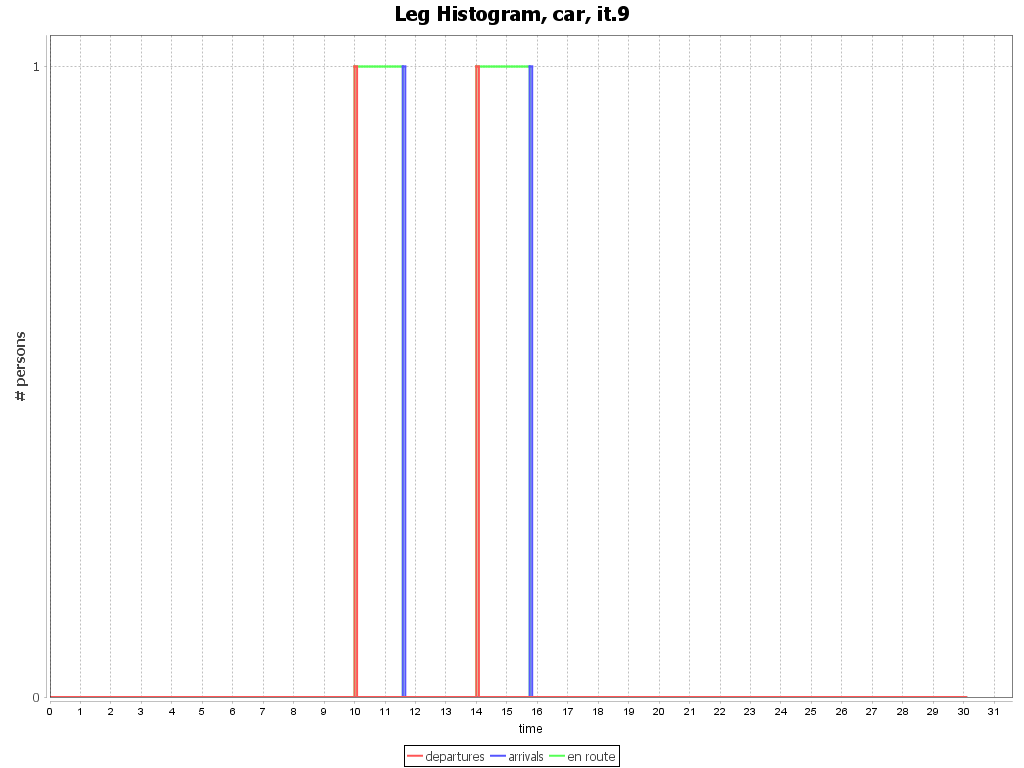 Leg Histogram, car, it.9
1
# persons
0
0 1 2 3 4 5 6 7 8 9 10 11 12 13 14 15 16 17 18 19 20 21 22 23 24 25 26 27 28 29 30 31
time
departures arrivals en route